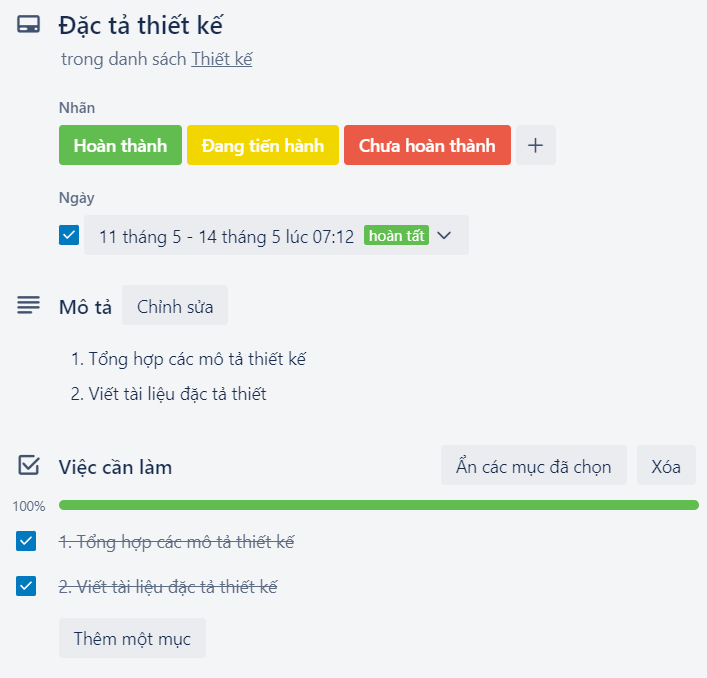 Đặc tả thiết kế
trong danh sách Thiết kế
Nhãn
Hoàn thành Đang tiến hành Chưa hoàn thành +
Ngày
11 tháng 5 - 14 tháng 5 lúc 07:12 hoàn tất
Mô tả Chỉnh sửa
1. Tổng hợp các mô tả thiết kế
2. Viết tài liệu đặc tả thiết
Việc cần làm Ẩn các mục đã chọn Xóa
100%
1. Tổng hợp các mô tả thiết kế
2. Viết tài liệu đặc tả thiết kế
Thêm một mục